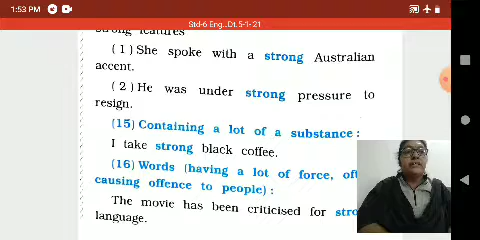 1:53 PM
Std-6 Eng.,Dt.5-1-21
strong features
(1) She spoke with a strong Australian
accent.
(2) He was under strong pressure to
resign.
(15) Containing a lot of a substance:
I take strong black coffee.
(16) Words (having a lot of force,
causing offence to people):
The movie has been criticised for
language.